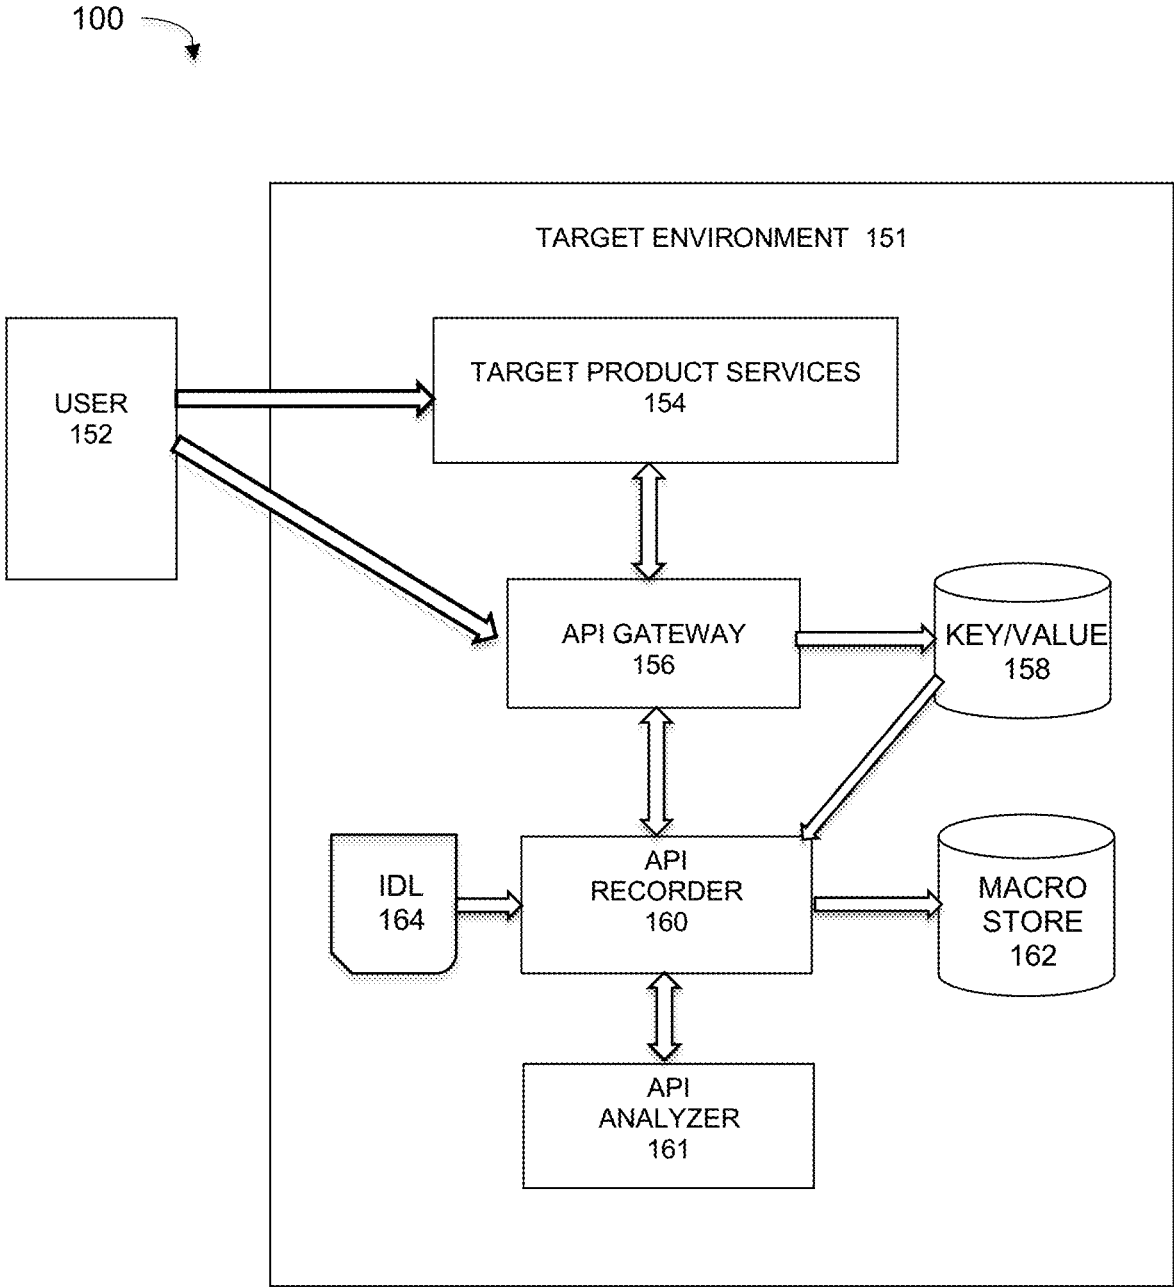 100
TARGET ENVIRONMENT 151
TARGET PRODUCT SERVICES
154
USER
152
API GATEWAY
156
KEY/VALUE
158
IDL
164
API
RECORDER
160
MACRO
STORE
162
API
ANALYZER
161